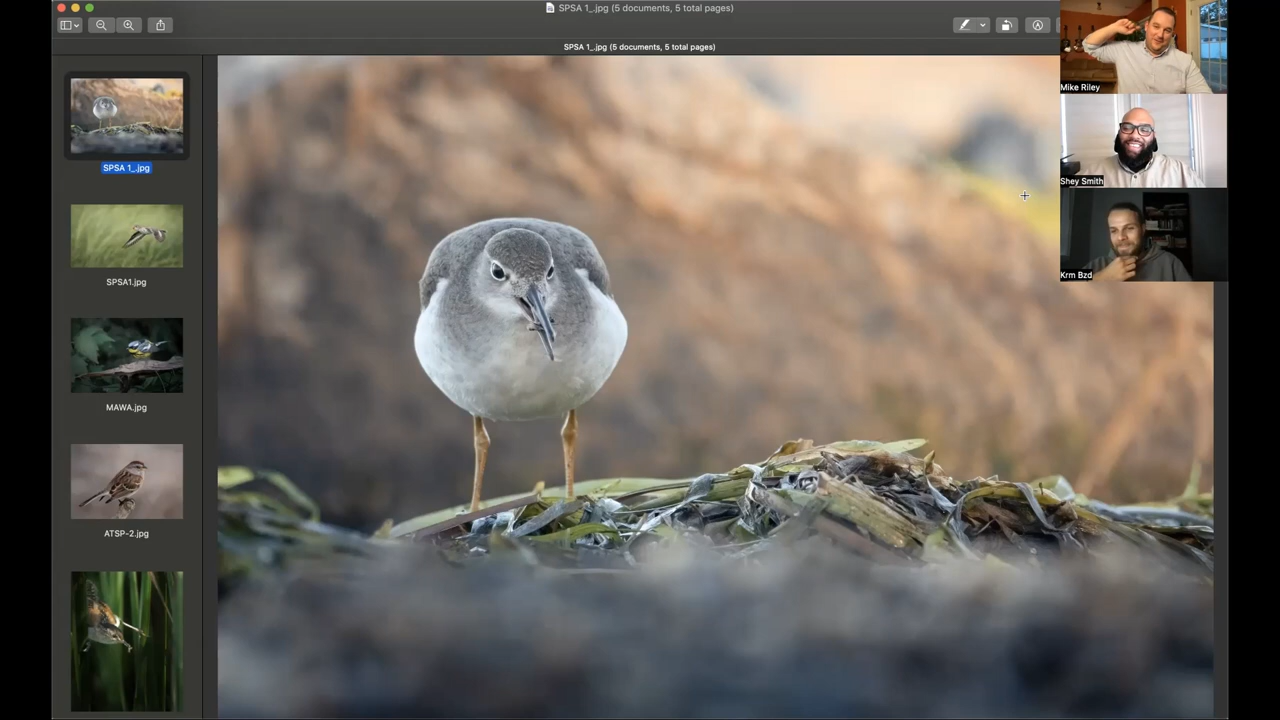 SPSA 1_.jpg (5 documents, 5 total pages)
SPSA 1_.jpg (5 documents, 5 total pages)
SPSA 1_.jpg
SPSA1.jpg
MAWA.jpg
ATSP-2.jpg
Mike Riley
Shey Smith
Krm Bzd